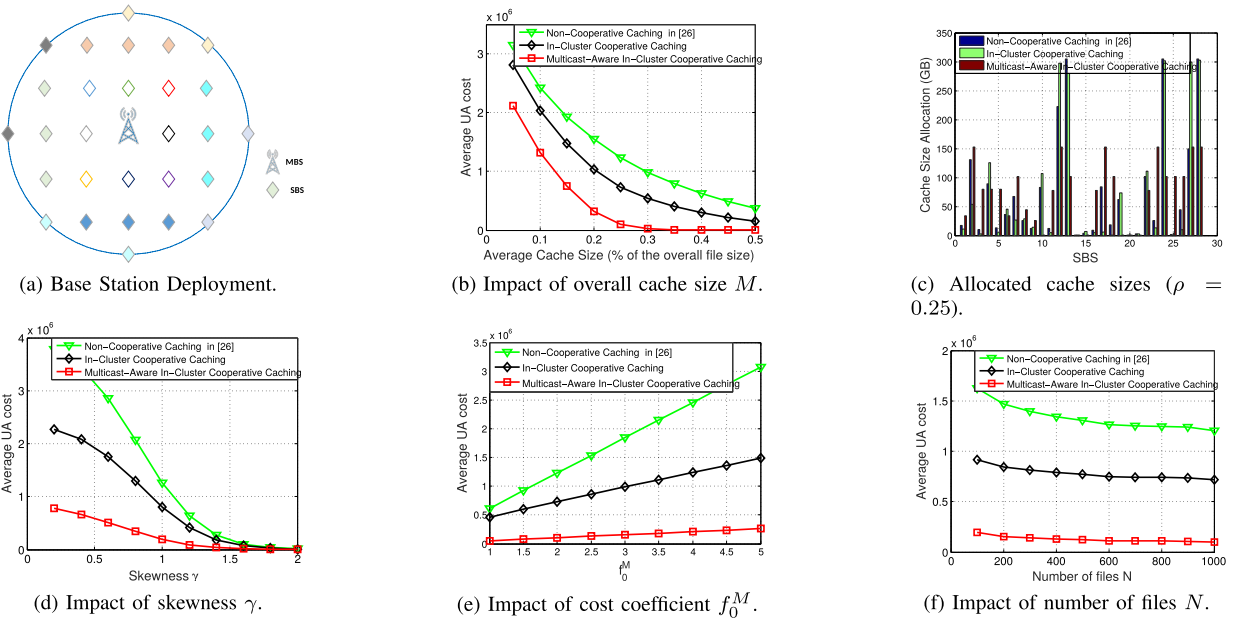 MBS
SBS
(a) Base Station Deployment.
x 10^6
Non−Cooperative Caching in [26]
In−Cluster Cooperative Caching
Multicast−Aware In−Cluster Cooperative Caching
3
2
1
0
Average UA cost
0 0.1 0.2 0.3 0.4 0.5
Average Cache Size (% of the overall file size)
(b) Impact of overall cache size M.
Non−Cooperative Caching in [26]
In−Cluster Cooperative Caching
Multicast−Aware In−Cluster Cooperative Caching
350
300
250
200
150
100
50
0
Cache Size Allocation (GB)
0 5 10 15 20 25 30
SBS
(c) Allocated cache sizes (ρ =
0.25).
x 10^6
Non−Cooperative Caching in [26]
In−Cluster Cooperative Caching
Multicast−Aware In−Cluster Cooperative Caching
4
3
2
1
0
Average UA cost
0 0.5 1 1.5 2
Skewness γ
(d) Impact of skewness γ.
x 10^6
Non−Cooperative Caching in [26]
In−Cluster Cooperative Caching
Multicast−Aware In−Cluster Cooperative Caching
3.5
3
2.5
2
1.5
1
0.5
0
Average UA cost
1 1.5 2 2.5 3 3.5 4 4.5 5
f_0^M
(e) Impact of cost coefficient f_0^M.
x 10^6
Non−Cooperative Caching in [26]
In−Cluster Cooperative Caching
Multicast−Aware In−Cluster Cooperative Caching
2
1.5
1
0.5
0
Average UA cost
200 400 600 800 1000
Number of files N
(f) Impact of number of files N.